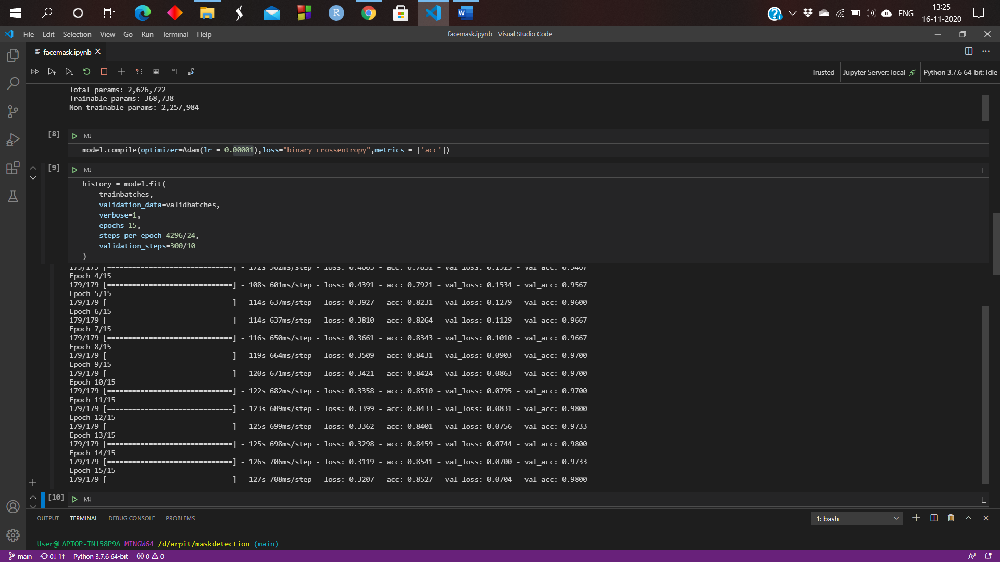 ENG
13:25
16-11-2020
File Edit Selection View Go Run Terminal Help
facemask.ipynb - Visual Studio Code
facemask.ipynb
Trusted
Jupyter Server: local
Python 3.7.6 64-bit: Idle
Total params: 2,626,722
Trainable params: 368,738
Non-trainable params: 2,257,984
[8]
M↓
model.compile(optimizer=Adam(lr = 0.00001),loss="binary_crossentropy",metrics = ['acc'])
[9]
M↓
history = model.fit(
trainbatches,
validation_data=validbatches,
verbose=1,
epochs=15,
steps_per_epoch=4296/24,
validation_steps=300/10
)
179/179 [==============================] - 172s 962ms/step - loss: 0.4605 - acc: 0.7831 - val_loss: 0.1925 - val_acc: 0.9467
Epoch 4/15
179/179 [==============================] - 108s 601ms/step - loss: 0.4391 - acc: 0.7921 - val_loss: 0.1534 - val_acc: 0.9567
Epoch 5/15
179/179 [==============================] - 114s 637ms/step - loss: 0.3927 - acc: 0.8231 - val_loss: 0.1279 - val_acc: 0.9600
Epoch 6/15
179/179 [==============================] - 114s 637ms/step - loss: 0.3810 - acc: 0.8264 - val_loss: 0.1129 - val_acc: 0.9667
Epoch 7/15
179/179 [==============================] - 116s 650ms/step - loss: 0.3661 - acc: 0.8343 - val_loss: 0.1010 - val_acc: 0.9667
Epoch 8/15
179/179 [==============================] - 119s 664ms/step - loss: 0.3509 - acc: 0.8431 - val_loss: 0.0903 - val_acc: 0.9700
Epoch 9/15
179/179 [==============================] - 120s 671ms/step - loss: 0.3421 - acc: 0.8424 - val_loss: 0.0863 - val_acc: 0.9700
Epoch 10/15
179/179 [==============================] - 122s 682ms/step - loss: 0.3358 - acc: 0.8510 - val_loss: 0.0795 - val_acc: 0.9700
Epoch 11/15
179/179 [==============================] - 123s 689ms/step - loss: 0.3399 - acc: 0.8433 - val_loss: 0.0831 - val_acc: 0.9800
Epoch 12/15
179/179 [==============================] - 125s 699ms/step - loss: 0.3362 - acc: 0.8401 - val_loss: 0.0756 - val_acc: 0.9733
Epoch 13/15
179/179 [==============================] - 125s 698ms/step - loss: 0.3298 - acc: 0.8459 - val_loss: 0.0744 - val_acc: 0.9800
Epoch 14/15
179/179 [==============================] - 126s 706ms/step - loss: 0.3119 - acc: 0.8541 - val_loss: 0.0700 - val_acc: 0.9733
Epoch 15/15
179/179 [==============================] - 127s 708ms/step - loss: 0.3207 - acc: 0.8527 - val_loss: 0.0704 - val_acc: 0.9800
[10]
M↓
OUTPUT TERMINAL DEBUG CONSOLE PROBLEMS
1: bash
User@LAPTOP-TN158P9A MINGW64 /d/arpit/maskdetection (main)
main 0↓ 1↑ Python 3.7.6 64-bit 0 0